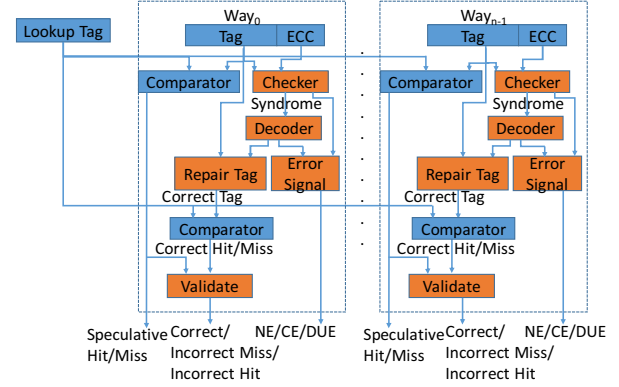 Way0
Wayn-1
Lookup Tag
Tag
ECC
Tag
ECC
Comparator
Checker
Comparator
Checker
Syndrome
Syndrome
Decoder
Decoder
Repair Tag
Error
Signal
Repair Tag
Error
Signal
Correct Tag
Correct Tag
Comparator
Comparator
Correct Hit/Miss
Correct Hit/Miss
Validate
Validate
Speculative
Hit/Miss
Correct/
Incorrect Miss/
Incorrect Hit
NE/CE/DUE
Speculative
Hit/Miss
Correct/
Incorrect Miss/
Incorrect Hit
NE/CE/DUE